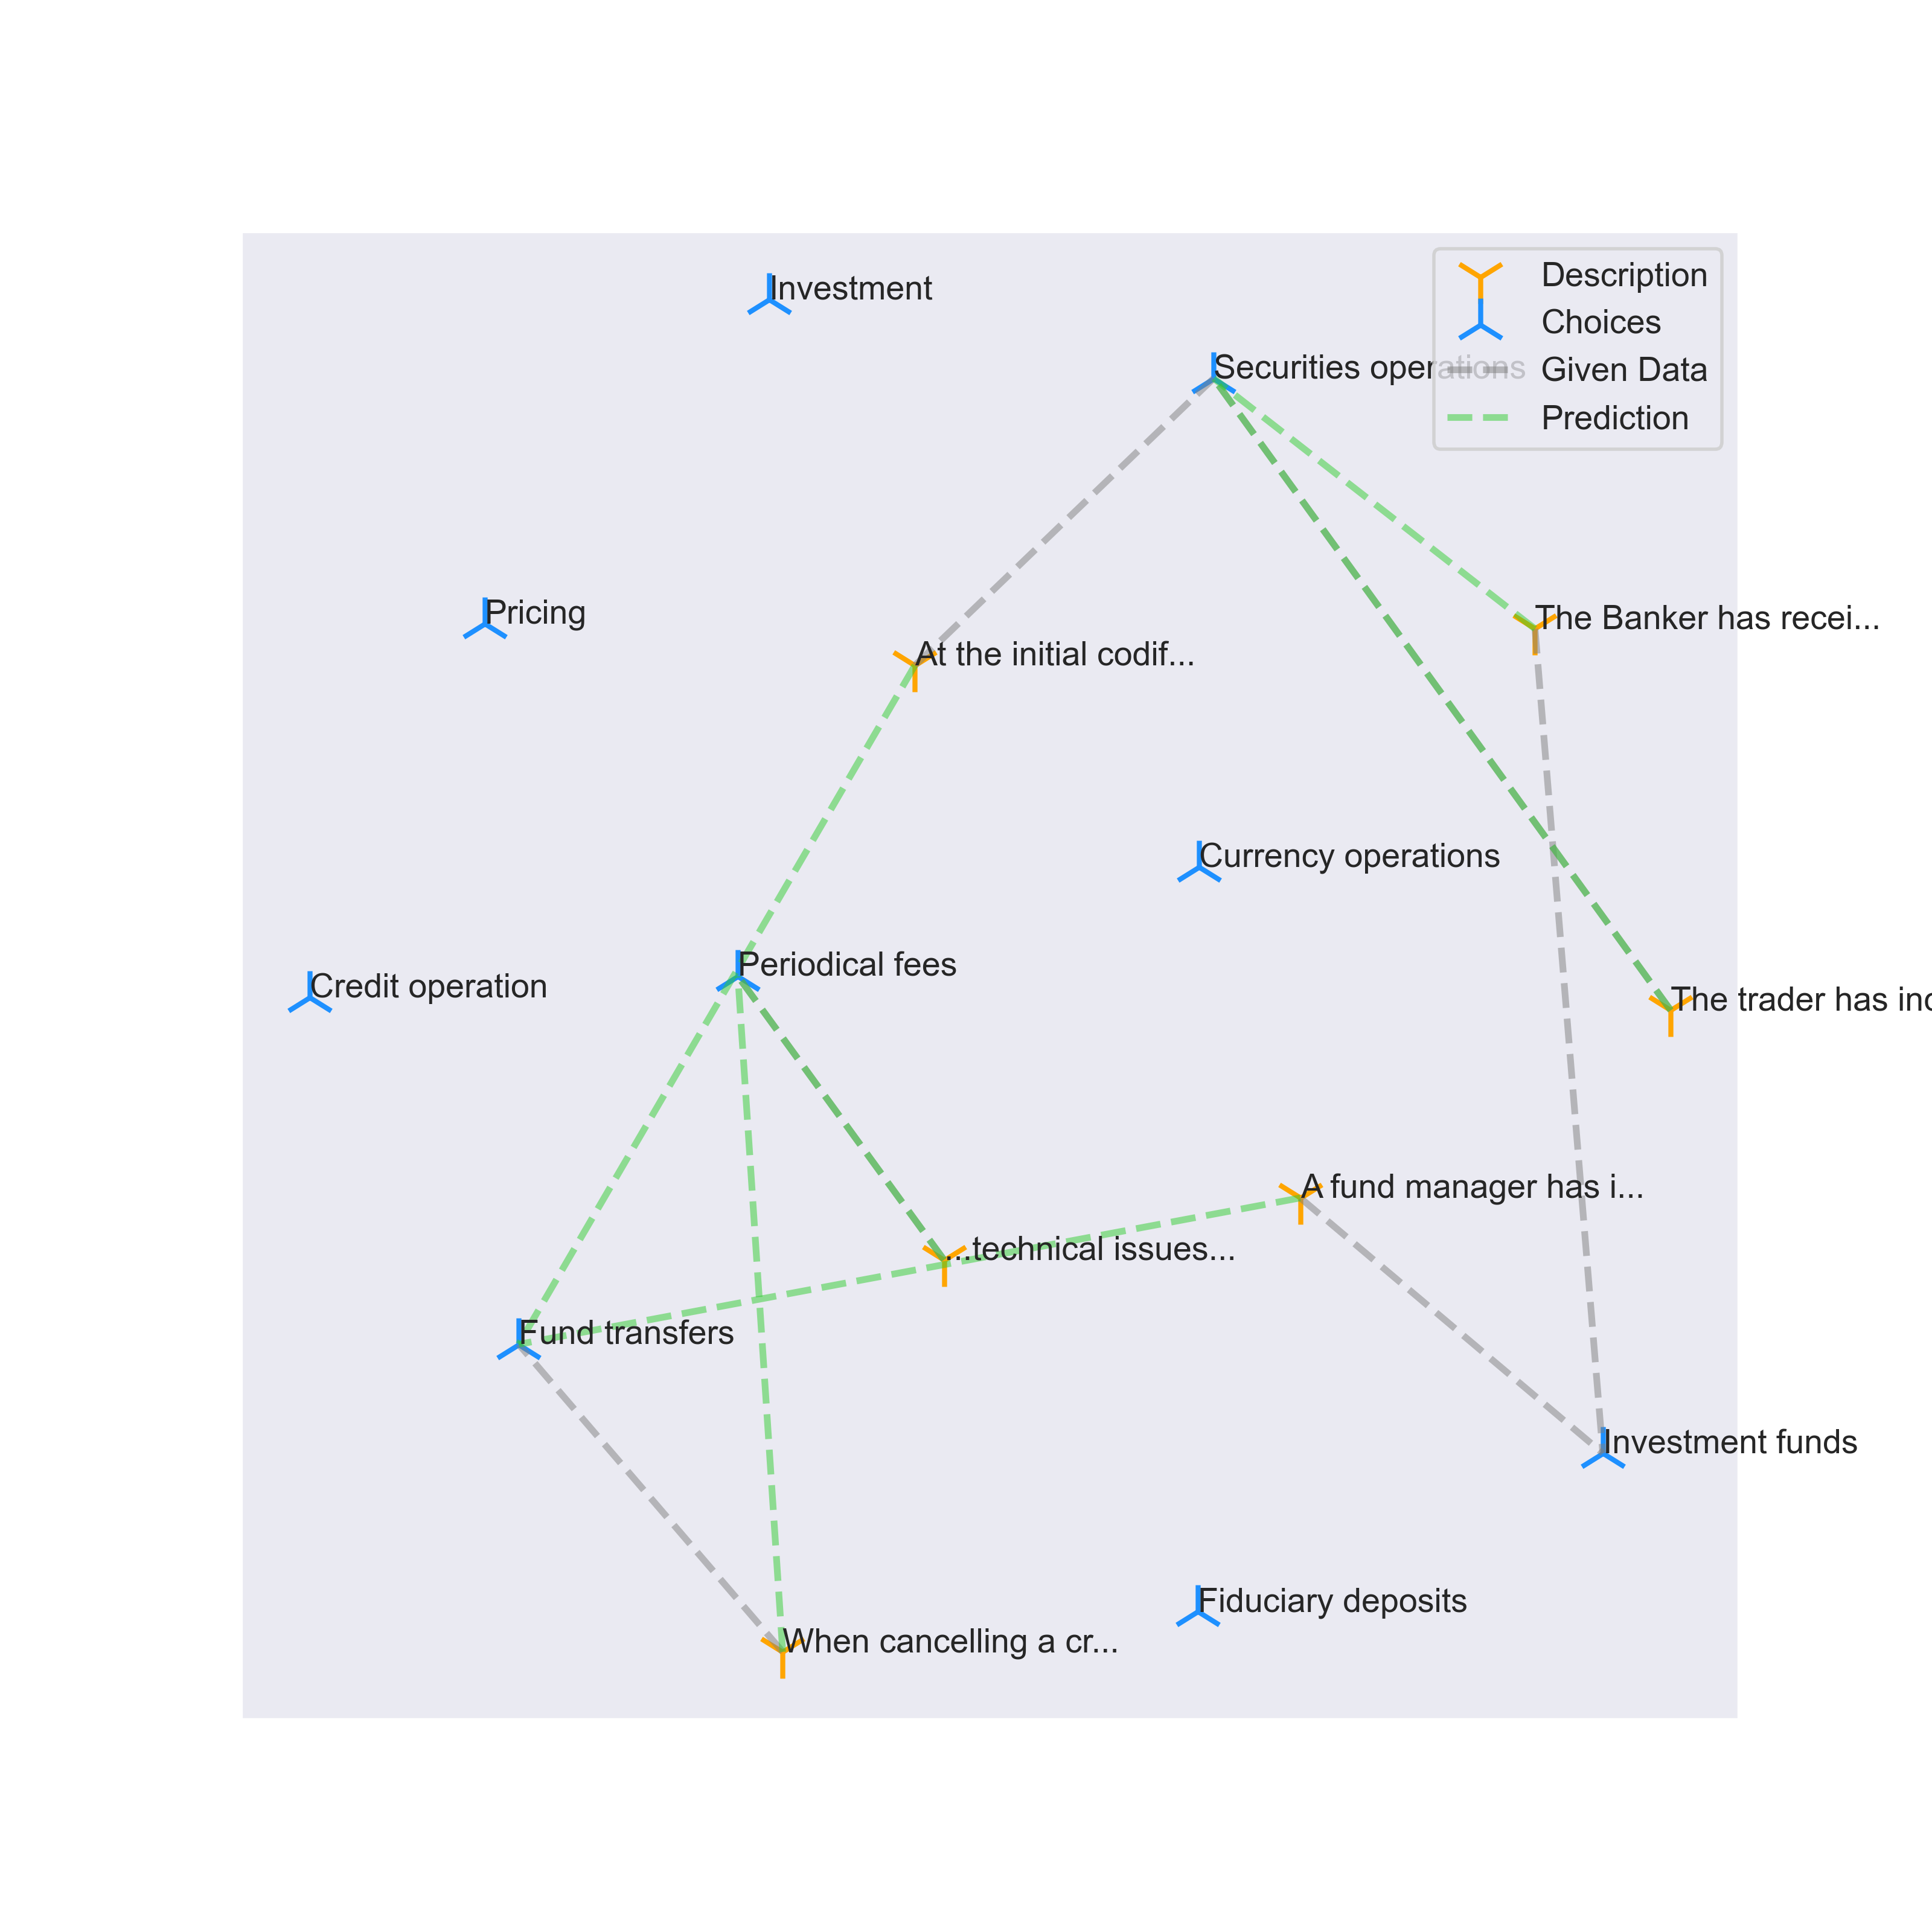 Description
Investment
Choices
Securities operations
Given Data
Prediction
Pricing
The Banker has recei...
At the initial codif...
Currency operations
Periodical fees
Credit operation
The trader has
A fund manager has i...
...technical issues...
Fund transfers
Investment funds
Fiduciary deposits
When cancelling a cr...